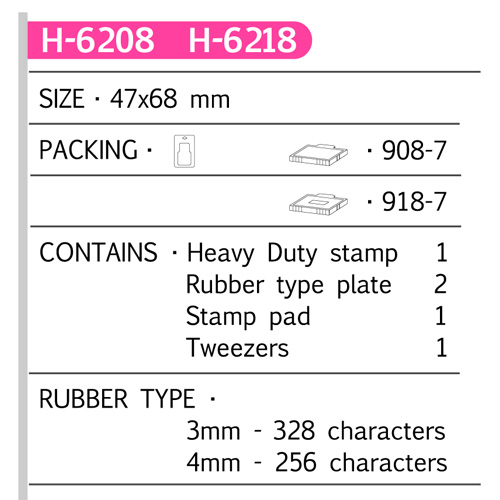 H-6208 H-6218
SIZE · 47x68 mm
PACKING · · 908-7
· 918-7
CONTAINS · Heavy Duty stamp 1
Rubber type plate 2
Stamp pad 1
Tweezers 1
RUBBER TYPE ·
3mm - 328 characters
4mm - 256 characters